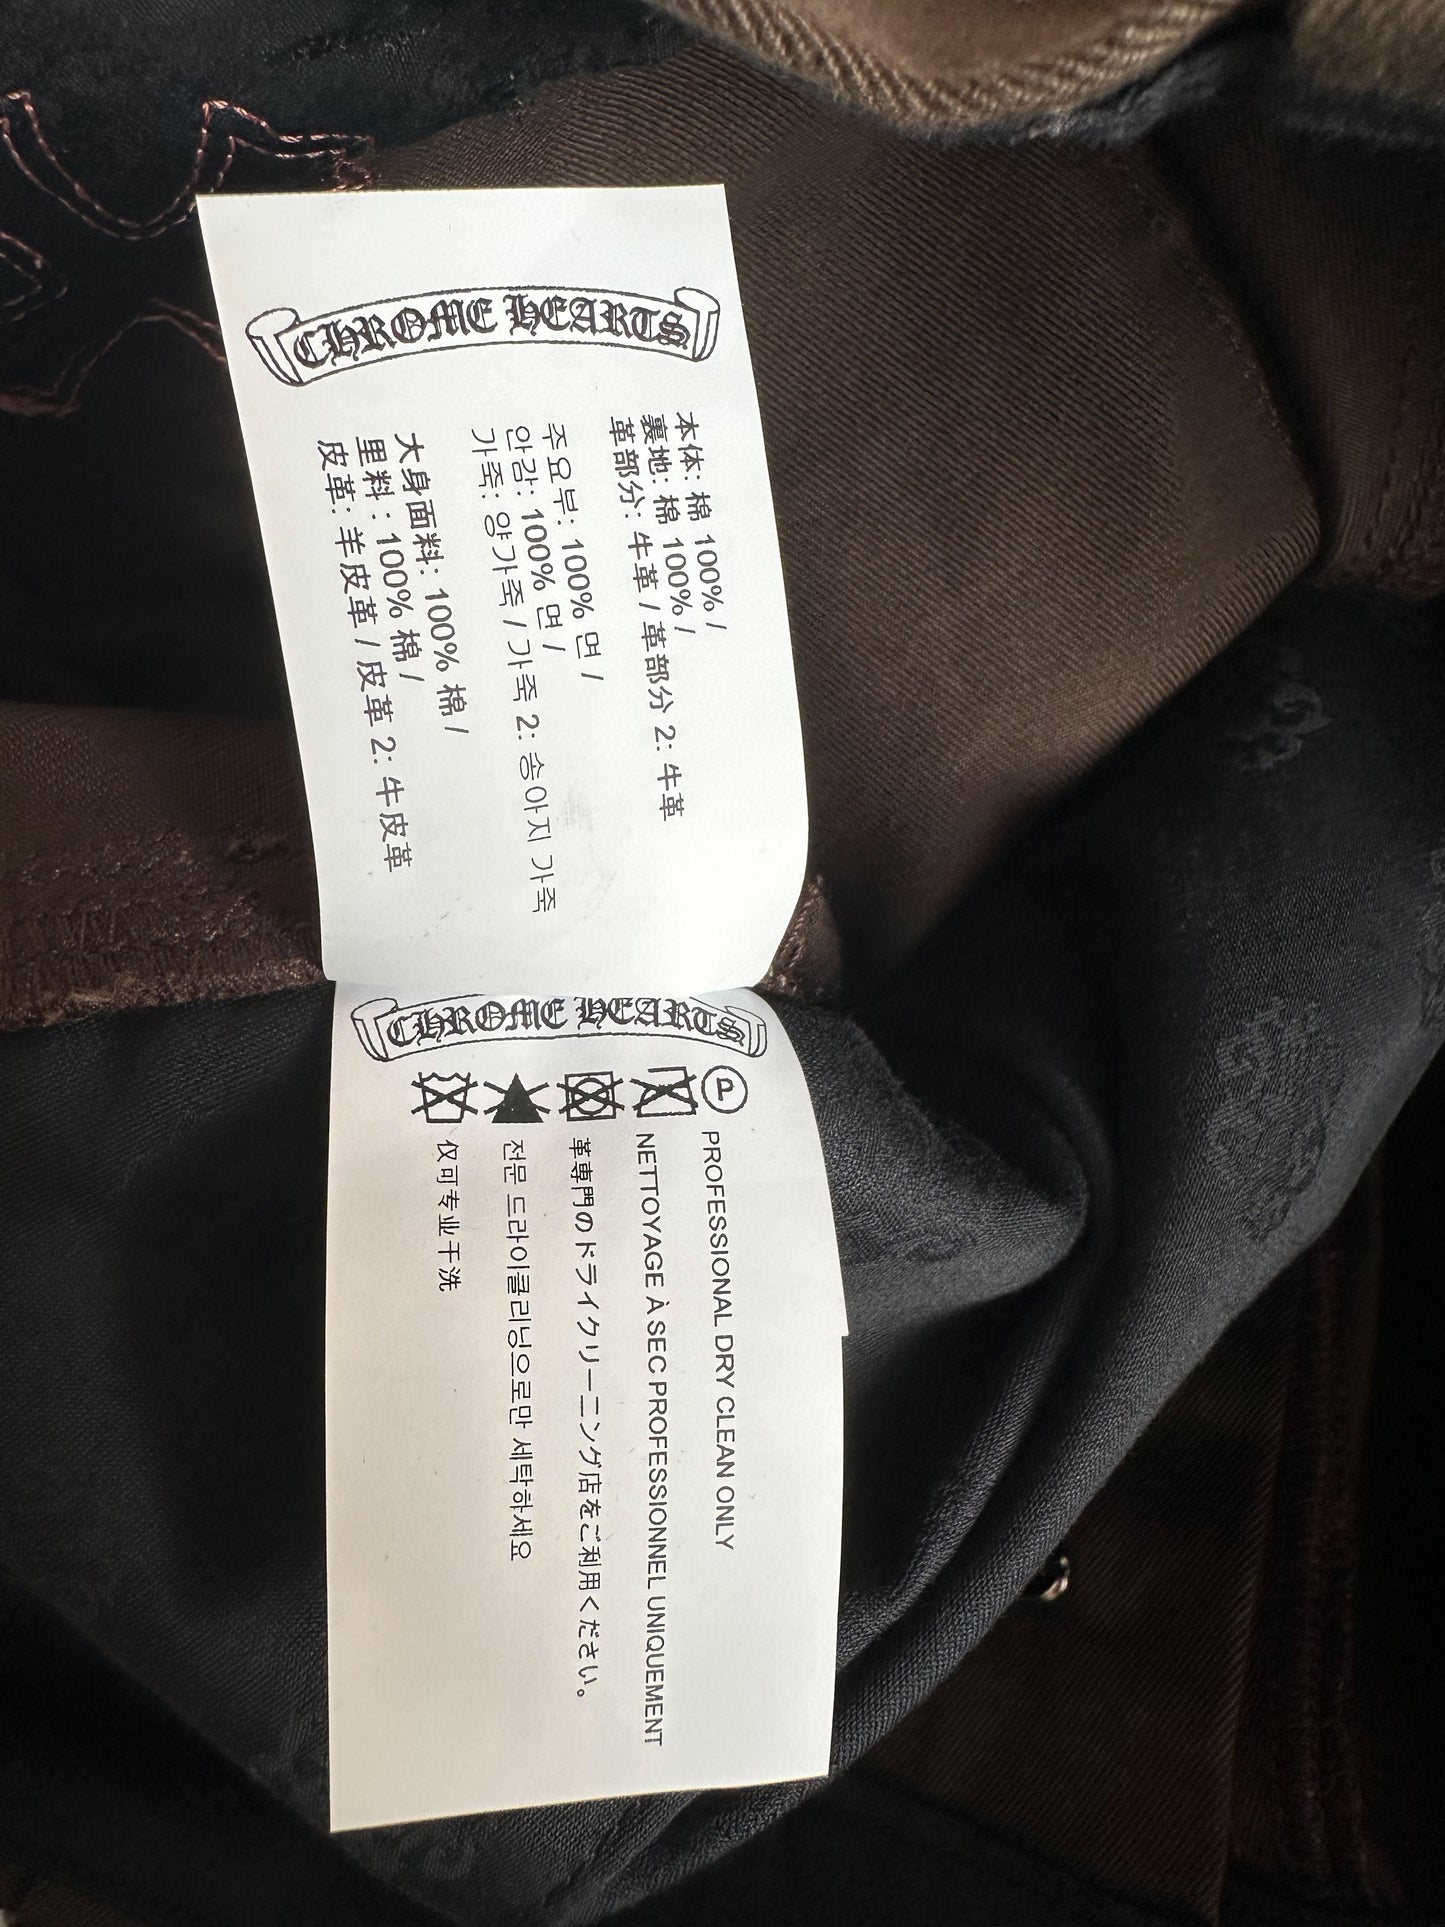 CHROME HEARTS
本体: 棉 100% /
裏地: 棉 100% /
革部分: 牛革 / 革部分 2: 牛革
주요부: 100% 면 /
안감: 100% 면 /
가죽: 양가죽 / 가죽 2: 송아지 가죽
大身面料: 100% 棉 /
里料 : 100% 棉 /
皮革: 羊皮革 / 皮革 2: 牛皮革
CHROME HEARTS
P PROFESSIONAL DRY CLEAN ONLY
NETTOYAGE À SEC PROFESSIONNEL UNIQUEMENT
革専門のドライクリーニング店をご利用ください。
전문 드라이클리닝으로만 세탁하세요
仅可专业干洗